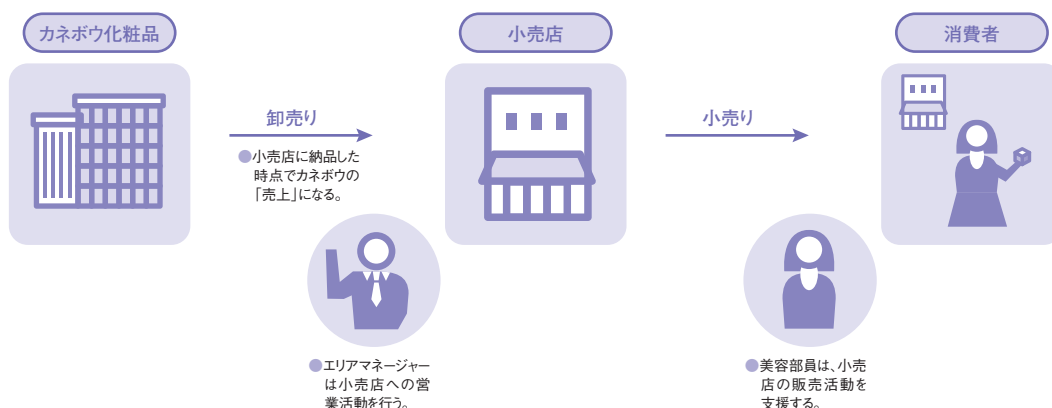 カネボウ化粧品
小売店
消費者
卸売り
●小売店に納品した
時点でカネボウの
「売上」になる。
小売り
●エリアマネージャー
は小売店への営
業活動を行う。
●美容部員は、小売
店の販売活動を
支援する。